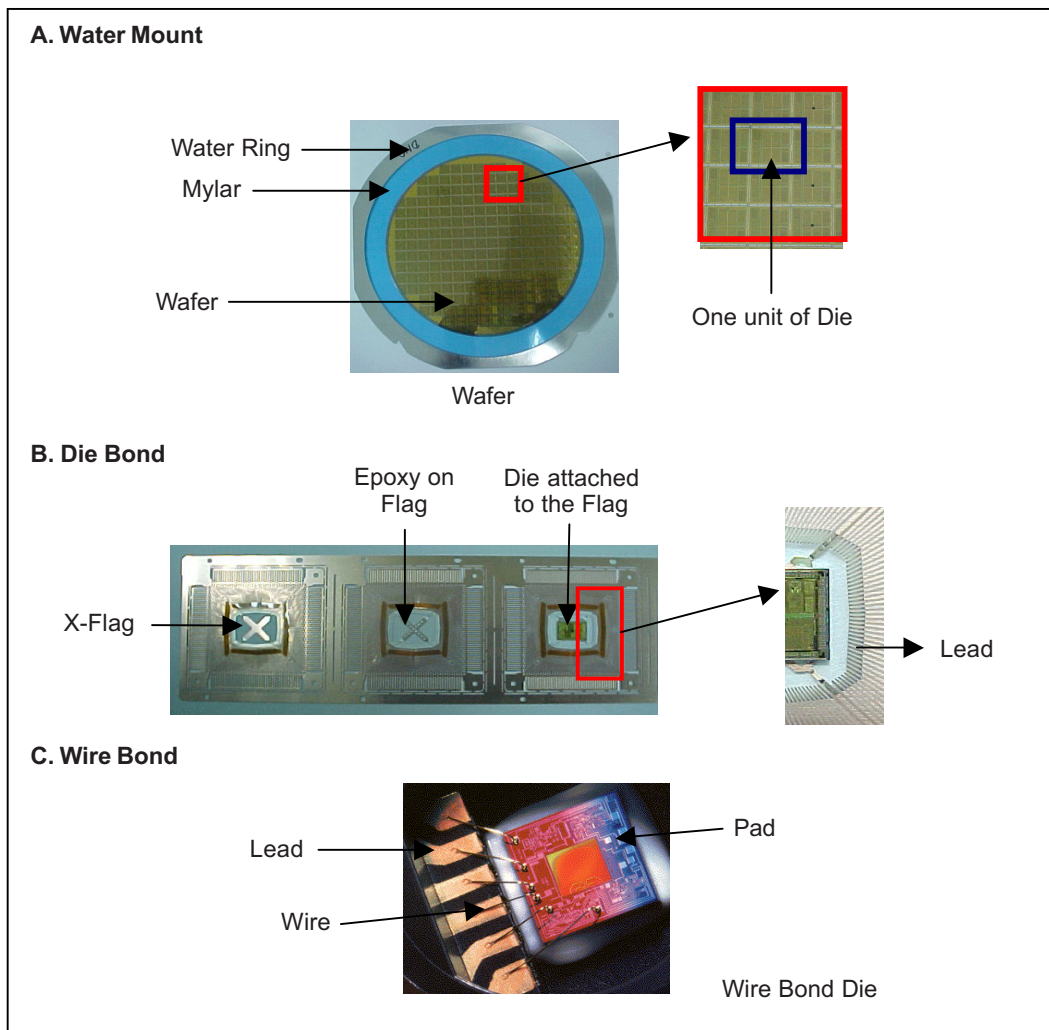 A. Water Mount
Water Ring
Mylar
Wafer
One unit of Die
Wafer
B. Die Bond
Epoxy on
Flag
Die attached
to the Flag
X-Flag
Lead
C. Wire Bond
Lead
Pad
Wire
Wire Bond Die